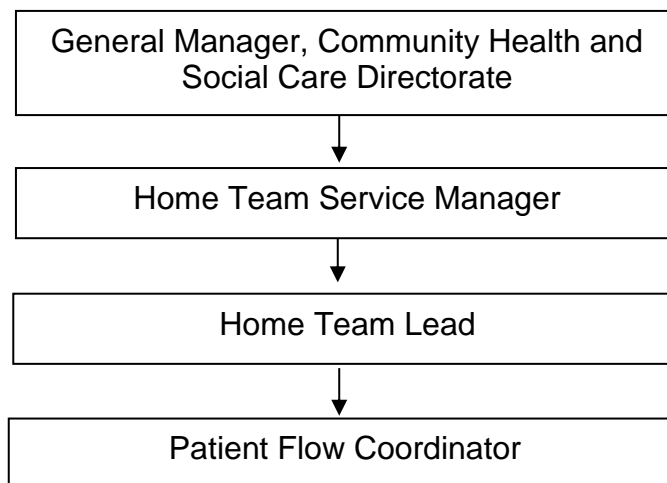 General Manager, Community Health and
Social Care Directorate
Home Team Service Manager
Home Team Lead
Patient Flow Coordinator